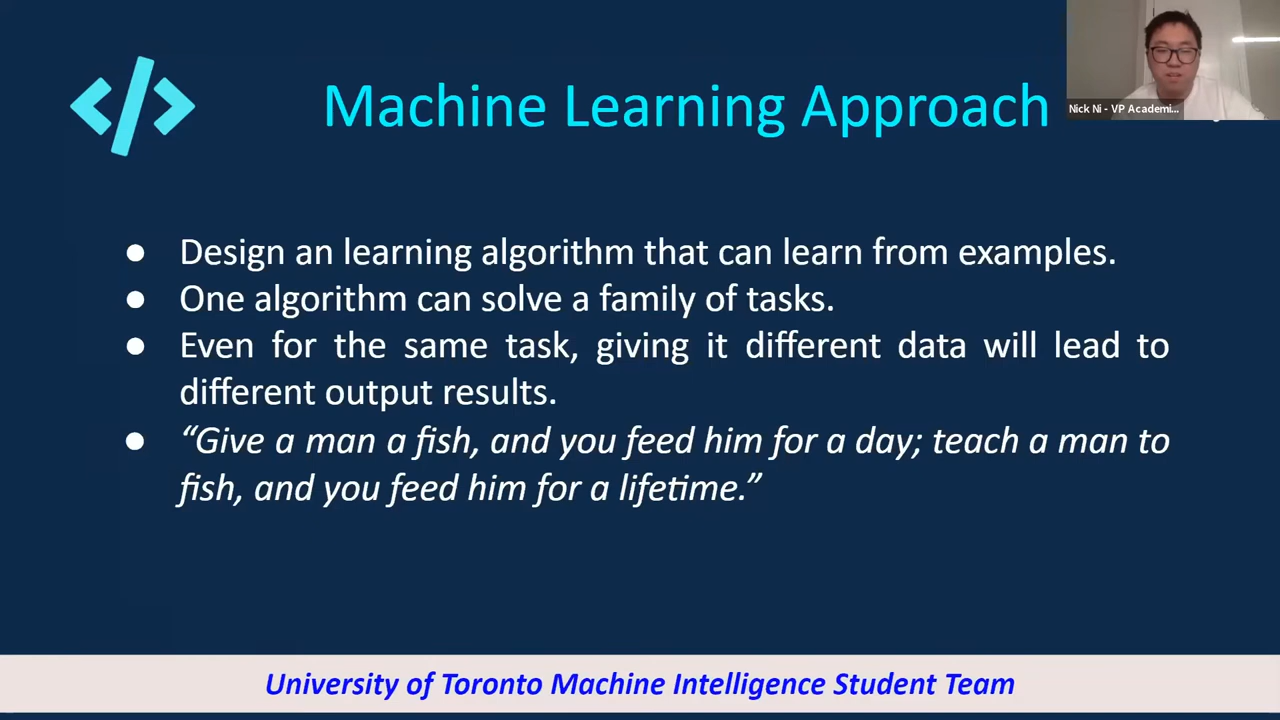 Machine Learning Approach
Nick Ni - VP Academi...
● Design an learning algorithm that can learn from examples.
● One algorithm can solve a family of tasks.
● Even for the same task, giving it different data will lead to
different output results.
● “Give a man a fish, and you feed him for a day; teach a man to
fish, and you feed him for a lifetime.”
University of Toronto Machine Intelligence Student Team